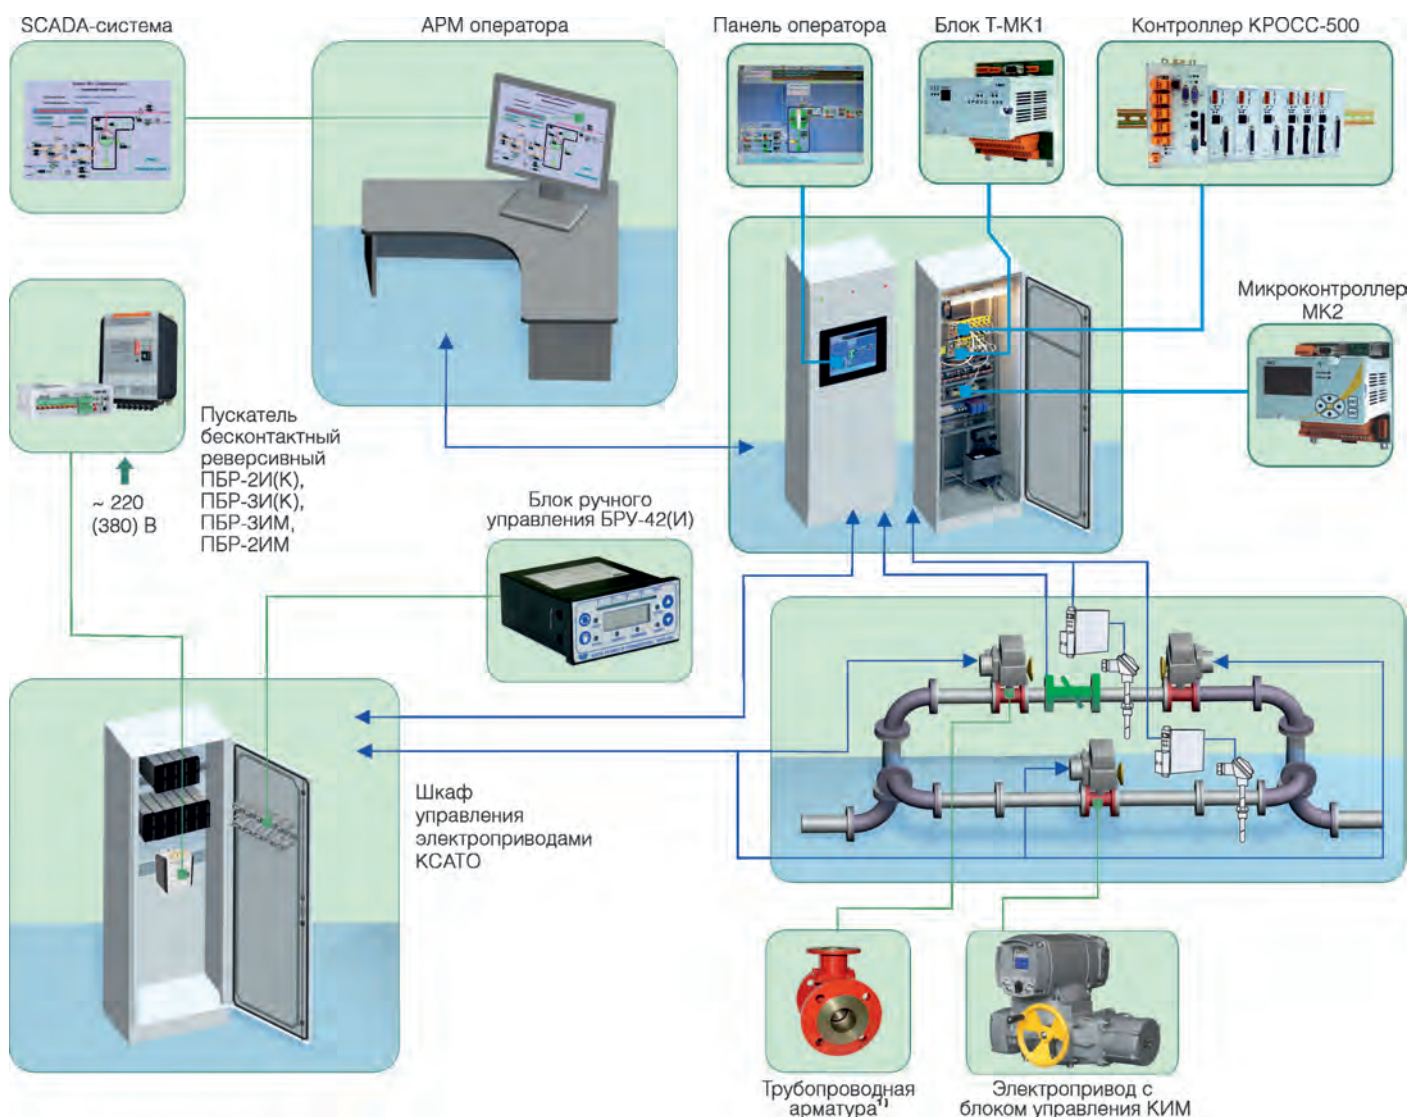 SCADA-система
АРМ оператора
Панель оператора
Блок Т-МК1
Контроллер КРОСС-500
Микроконтроллер
МК2
Пускатель
бесконтактный
реверсивный
ПБР-2И(К),
ПБР-3И(К),
ПБР-3ИМ,
ПБР-2ИМ
~ 220
(380) В
Блок ручного
управления БРУ-42(И)
Шкаф
управления
электроприводами
КСАТО
Трубопроводная
арматура¹⁾
Электропривод с
блоком управления КИМ